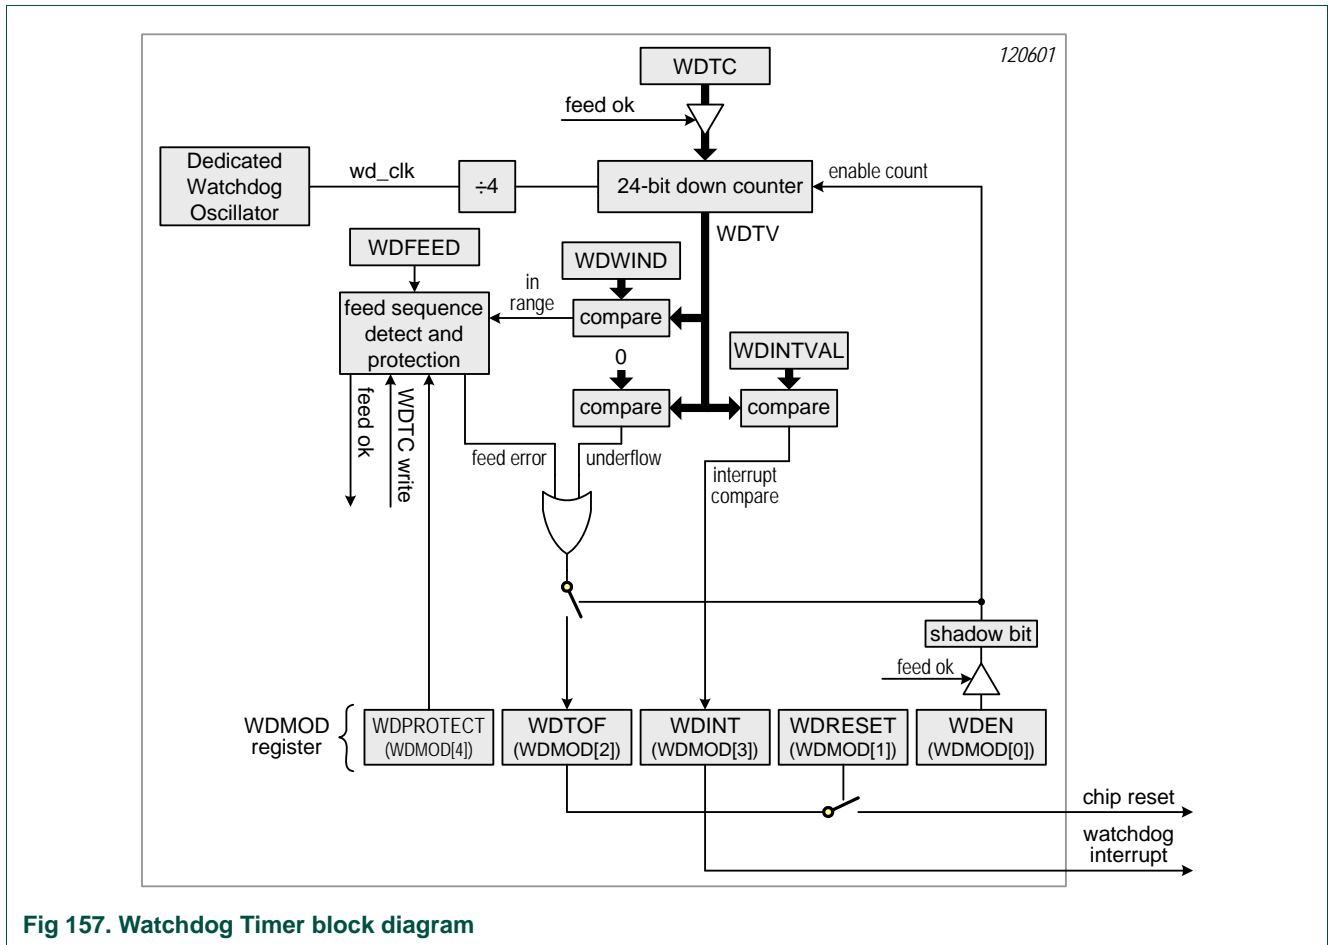 120601
WDTC
feed ok
Dedicated
Watchdog
Oscillator
wd_clk
÷4
24-bit down counter
enable count
WDTV
WDFEED
WDWIND
in
range
feed sequence
detect and
protection
compare
WDINTVAL
0
compare
compare
feed ok
WDTC write
feed error
underflow
interrupt
compare
shadow bit
feed ok
WDMOD
register
WDPROTECT
(WDMOD[4])
WDTOF
(WDMOD[2])
WDINT
(WDMOD[3])
WDRESET
(WDMOD[1])
WDEN
(WDMOD[0])
chip reset
watchdog
interrupt
Fig 157. Watchdog Timer block diagram